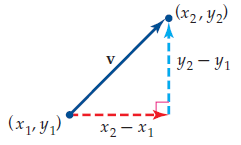 (x₂, y₂)
v
y₂ − y₁
(x₁, y₁)
x₂ − x₁